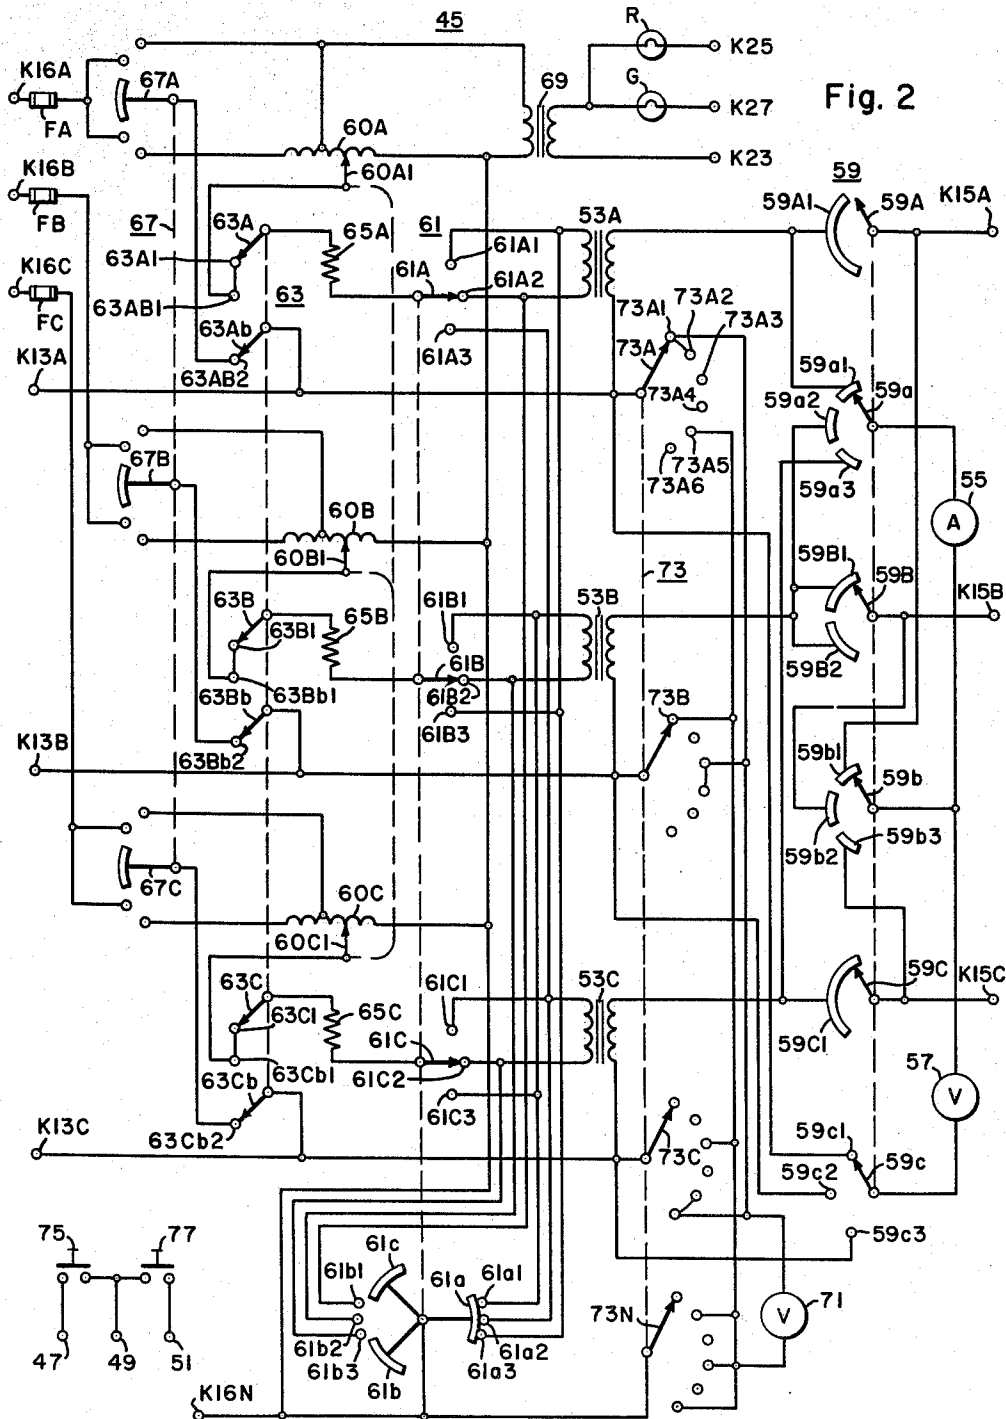 45
R
K25
K16A
67A
69
G
K27
Fig. 2
FA
60A
K23
K16B
60A1
59
59A1
59A
K15A
FB
67
63A
65A
61
53A
61A1
K16C
63A1
61A
61A2
FC
63AB1
63
73A1
73A2
73A3
63Ab
61A3
73A
59a1
K13A
63AB2
73A4
59a2
59a
67B
73A5
73A6
59a3
55
A
60B
60B1
59B1
59B
K15B
63B
65B
61B1
53B
73
63B1
61B
59B2
63Bb
63Bb1
61B2
73B
61B3
K13B
63Bb2
59b1
59b
59b2
59b3
67C
60C
60C1
59C
K15C
63C
65C
61C1
53C
63C1
61C
59C1
63Cb
63Cb1
61C2
57
V
61C3
63Cb2
K13C
73C
59c1
59c
59c2
59c3
75
77
61c
61b1
61a
61a1
73N
V
71
47
49
51
61b2
61b3
61b
61a2
61a3
K16N